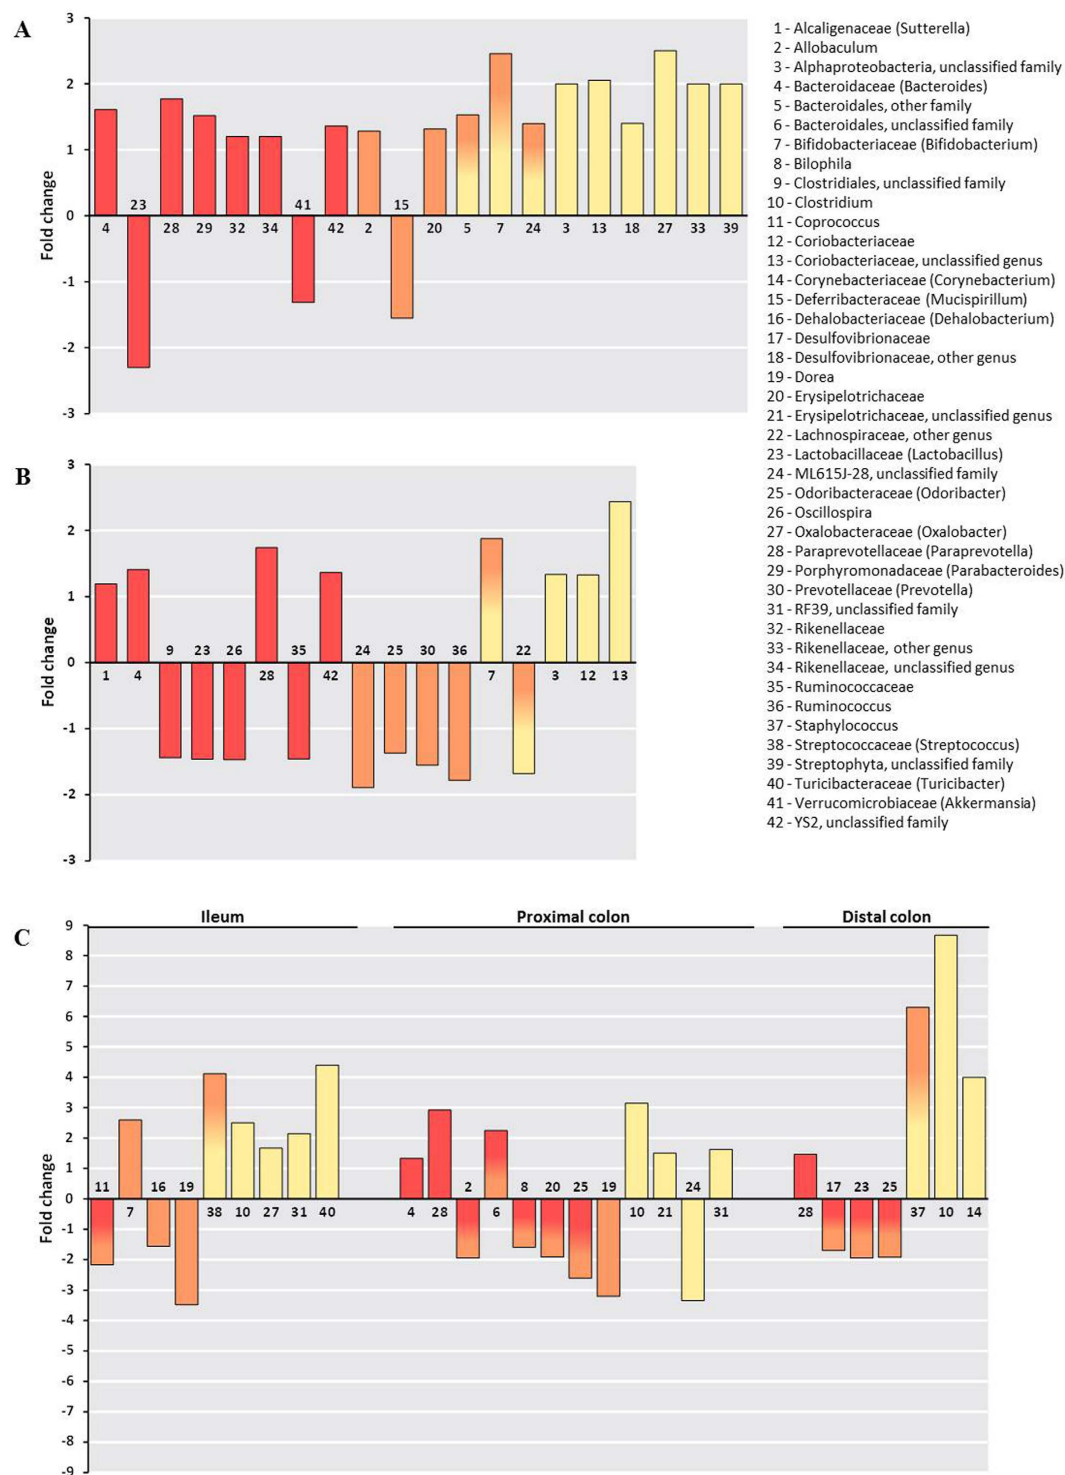 A
3
2
1
0
-1
-2
-3
Fold change
23 41 15
4 28 29 32 34 42 2 20 5 7 24 3 13 18 27 33 39
1 - Alcaligenaceae (Sutterella)
2 - Allobaculum
3 - Alphaproteobacteria, unclassified family
4 - Bacteroidaceae (Bacteroides)
5 - Bacteroidales, other family
6 - Bacteroidales, unclassified family
7 - Bifidobacteriaceae (Bifidobacterium)
8 - Bilophila
9 - Clostridiales, unclassified family
10 - Clostridium
11 - Coprococcus
12 - Coriobacteriaceae
13 - Coriobacteriaceae, unclassified genus
14 - Corynebacteriaceae (Corynebacterium)
15 - Deferribacteraceae (Mucispirillum)
16 - Dehalobacteriaceae (Dehalobacterium)
17 - Desulfovibrionaceae
18 - Desulfovibrionaceae, other genus
19 - Dorea
20 - Erysipelotrichaceae
21 - Erysipelotrichaceae, unclassified genus
22 - Lachnospiraceae, other genus
23 - Lactobacillaceae (Lactobacillus)
24 - ML615J-28, unclassified family
25 - Odoribacteraceae (Odoribacter)
26 - Oscillospira
27 - Oxalobacteraceae (Oxalobacter)
28 - Paraprevotellaceae (Paraprevotella)
29 - Porphyromonadaceae (Parabacteroides)
30 - Prevotellaceae (Prevotella)
31 - RF39, unclassified family
32 - Rikenellaceae
33 - Rikenellaceae, other genus
34 - Rikenellaceae, unclassified genus
35 - Ruminococcaceae
36 - Ruminococcus
37 - Staphylococcus
38 - Streptococcaceae (Streptococcus)
39 - Streptophyta, unclassified family
40 - Turicibacteraceae (Turicibacter)
41 - Verrucomicrobiaceae (Akkermansia)
42 - YS2, unclassified family
B
3
2
1
0
-1
-2
-3
Fold change
9 23 26 35 24 25 30 36 22
1 4 28 42 7 3 12 13
C
Ileum Proximal colon Distal colon
9
8
7
6
5
4
3
2
1
0
-1
-2
-3
-4
-5
-6
-7
-8
-9
Fold change
11 16 19 2 8 20 25 19 24 17 23 25
7 38 10 27 31 40 4 28 6 10 21 31 28 37 10 14